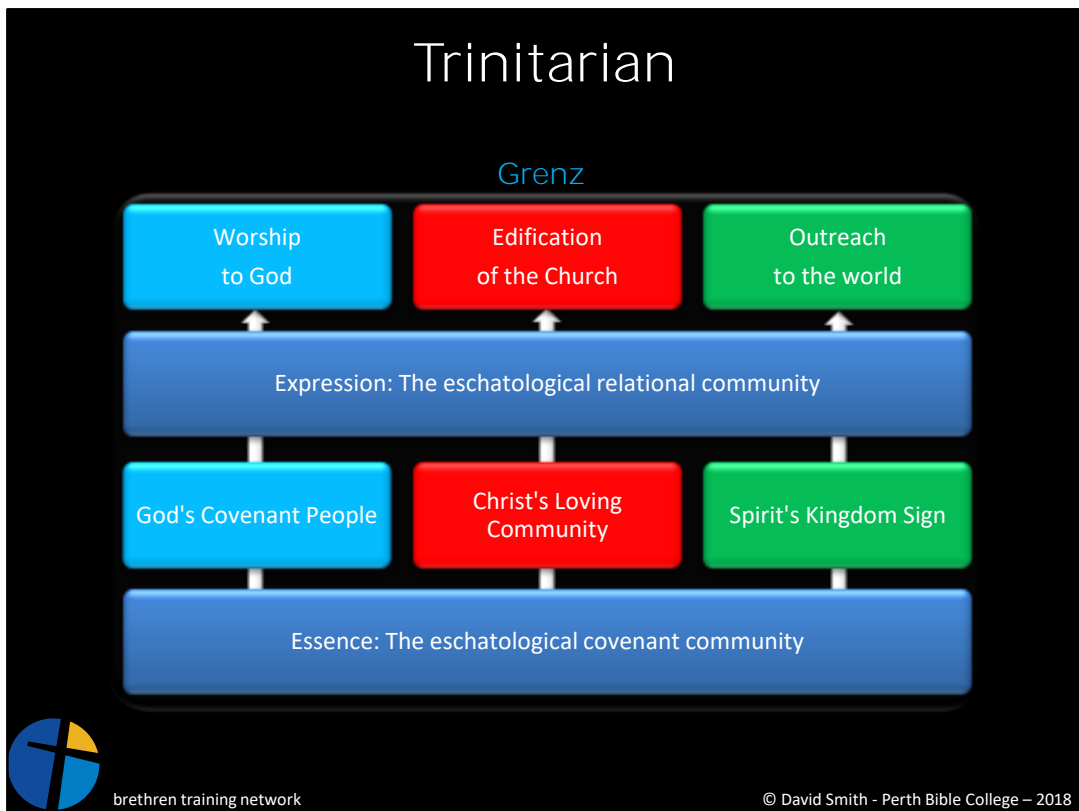 Trinitarian
Grenz
Worship
to God
Edification
of the Church
Outreach
to the world
Expression: The eschatological relational community
God's Covenant People
Christ's Loving
Community
Spirit's Kingdom Sign
Essence: The eschatological covenant community
brethren training network
© David Smith - Perth Bible College – 2018